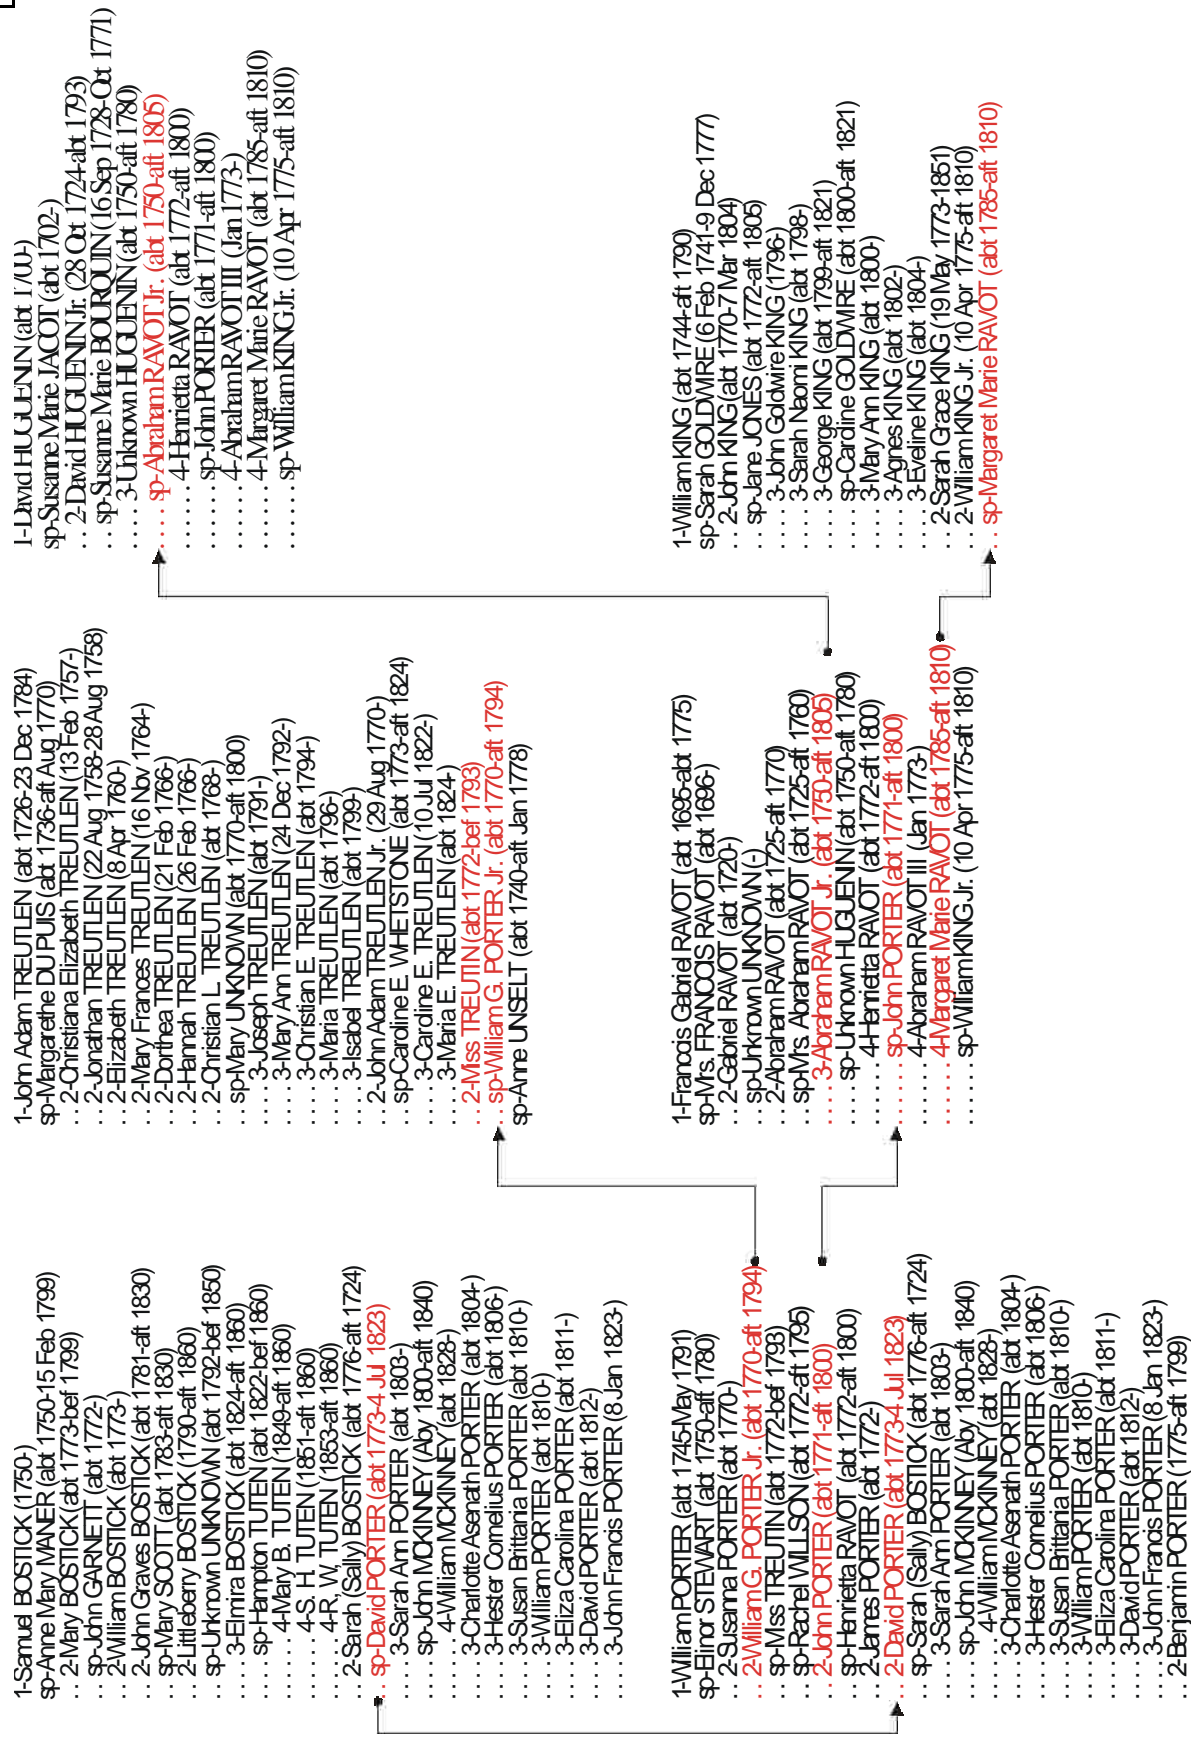 1-Samuel BOSTICK (1750-)
sp-Anne Mary MANER (abt 1750-15 Feb 1799)
. . 2-Mary BOSTICK (abt 1773-bef 1799)
. . sp-John GARNETT (abt 1772-)
. . 2-William BOSTICK (abt 1773-)
. . 2-John Graves BOSTICK (abt 1781-aft 1830)
. . sp-Mary SCOTT (abt 1783-aft 1830)
. . 2-Littleberry BOSTICK (1790-aft 1860)
. . sp-Unknown UNKNOWN (abt 1792-bef 1850)
. . . . 3-Elmira BOSTICK (abt 1824-aft 1860)
. . . . sp-Hampton TUTEN (abt 1822-bef 1860)
. . . . . . 4-Mary B. TUTEN (1849-aft 1860)
. . . . . . 4-S. H. TUTEN (1851-aft 1860)
. . . . . . 4-R, W, TUTEN (1853-aft 1860)
. . 2-Sarah (Sally) BOSTICK (abt 1776-aft 1724)
. . sp-David PORTER (abt 1773-4 Jul 1823)
. . . . 3-Sarah Ann PORTER (abt 1803-)
. . . . sp-John MCKINNEY (Aby 1800-aft 1840)
. . . . . . 4-William MCKINNEY (abt 1828-)
. . . . 3-Charlotte Asenath PORTER (abt 1804-)
. . . . 3-Hester Cornelius PORTER (abt 1806-)
. . . . 3-Susan Brittania PORTER (abt 1810-)
. . . . 3-William PORTER (abt 1810-)
. . . . 3-Eliza Carolina PORTER (abt 1811-)
. . . . 3-David PORTER (abt 1812-)
. . . . 3-John Francis PORTER (8 Jan 1823-)
1-William PORTER (abt 1745-May 1791)
sp-Elinor STEWART (abt 1750-aft 1780)
. . 2-Susanna PORTER (abt 1770-)
. . 2-William G. PORTER Jr. (abt 1770-aft 1794)
. . sp-Miss TREUTIN (abt 1772-bef 1793)
. . sp-Rachel WILLSON (abt 1772-aft 1795)
. . 2-John PORTER (abt 1771-aft 1800)
. . sp-Henrietta RAVOT (abt 1772-aft 1800)
. . 2-James PORTER (abt 1772-)
. . 2-David PORTER (abt 1773-4 Jul 1823)
. . sp-Sarah (Sally) BOSTICK (abt 1776-aft 1724)
. . . . 3-Sarah Ann PORTER (abt 1803-)
. . . . sp-John MCKINNEY (Aby 1800-aft 1840)
. . . . . . 4-William MCKINNEY (abt 1828-)
. . . . 3-Charlotte Asenath PORTER (abt 1804-)
. . . . 3-Hester Cornelius PORTER (abt 1806-)
. . . . 3-Susan Brittania PORTER (abt 1810-)
. . . . 3-William PORTER (abt 1810-)
. . . . 3-Eliza Carolina PORTER (abt 1811-)
. . . . 3-David PORTER (abt 1812-)
. . . . 3-John Francis PORTER (8 Jan 1823-)
. . 2-Benjamin PORTER (1775-aft 1799)
1-John Adam TREUTLEN (abt 1726-23 Dec 1784)
sp-Margarethe DU PUIS (abt 1736-aft Aug 1770)
. . 2-Christiana Elizabeth TREUTLEN (13 Feb 1757-)
. . 2-Jonathan TREUTLEN (22 Aug 1758-28 Aug 1758)
. . 2-Elizabeth TREUTLEN (8 Apr 1760-)
. . 2-Mary Frances TREUTLEN (16 Nov 1764-)
. . 2-Dorthea TREUTLEN (21 Feb 1766-)
. . 2-Hannah TREUTLEN (26 Feb 1766-)
. . 2-Christian L. TREUTLEN (abt 1768-)
. . sp-Mary UNKNOWN (abt 1770-aft 1800)
. . . . 3-Joseph TREUTLEN (abt 1791-)
. . . . 3-Mary Ann TREUTLEN (24 Dec 1792-)
. . . . 3-Christian E. TREUTLEN (abt 1794-)
. . . . 3-Maria TREUTLEN (abt 1796-)
. . . . 3-Isabel TREUTLEN (abt 1799-)
. . 2-John Adam TREUTLEN Jr. (29 Aug 1770-)
. . sp-Caroline E. WHETSTONE (abt 1773-aft 1824)
. . . . 3-Cardine E. TREUTLEN (10 Jul 1822-)
. . . . 3-Maria E. TREUTLEN (abt 1824-)
. . 2-Miss TREUTIN (abt 1772-bef 1793)
. . sp-William G. PORTER Jr. (abt 1770-aft 1794)
sp-Anne UNSELT (abt 1740-aft Jan 1778)
1-Francois Gabriel RAVOT (abt 1695-abt 1775)
sp-Mrs. FRANCOIS RAVOT (abt 1696-)
. . 2-Gabriel RAVOT (abt 1720-)
. . sp-Unknown UNKNOWN (-)
. . 2-Abraham RAVOT (abt 1725-aft 1770)
. . sp-Mrs. Abraham RAVOT (abt 1725-aft 1760)
. . . . 3-Abraham RAVOT Jr. (abt 1750-aft 1805)
. . . . sp-Unknown HUGUENIN (abt 1750-aft 1780)
. . . . . . 4-Henrietta RAVOT (abt 1772-aft 1800)
. . . . . . sp-John PORTER (abt 1771-aft 1800)
. . . . . . 4-Abraham RAVOT III (Jan 1773-)
. . . . . . 4-Margaret Marie RAVOT (abt 1785-aft 1810)
. . . . . . sp-William KING Jr. (10 Apr 1775-aft 1810)
1-David HUGUENIN (abt 1700-)
sp-Susanne Marie JACOT (abt 1702-)
. . 2-David HUGUENIN Jr. (28 Oct 1724-abt 1793)
. . sp-Susanne Marie BOURQUIN (16 Sep 1728-Oct 1771)
. . . . 3-Unknown HUGUENIN (abt 1750-aft 1780)
. . . . sp-Abraham RAVOT Jr. (abt 1750-aft 1805)
. . . . . . 4-Henrietta RAVOT (abt 1772-aft 1800)
. . . . . . sp-John PORTER (abt 1771-aft 1800)
. . . . . . 4-Abraham RAVOT III (Jan 1773-)
. . . . . . 4-Margaret Marie RAVOT (abt 1785-aft 1810)
. . . . . . sp-William KING Jr. (10 Apr 1775-aft 1810)
1-William KING (abt 1744-aft 1790)
sp-Sarah GOLDWIRE (6 Feb 1741-9 Dec 1777)
. . 2-John KING (abt 1770-7 Mar 1804)
. . sp-Jane JONES (abt 1772-aft 1805)
. . . . 3-John Goldwire KING (1796-)
. . . . 3-Sarah Naomi KING (abt 1798-)
. . . . 3-George KING (abt 1799-aft 1821)
. . . . sp-Cardine GOLDWIRE (abt 1800-aft 1821)
. . . . 3-Mary Ann KING (abt 1800-)
. . . . 3-Agnes KING (abt 1802-)
. . . . 3-Eveline KING (abt 1804-)
. . 2-Sarah Grace KING (19 May 1773-1851)
. . 2-William KING Jr. (10 Apr 1775-aft 1810)
. . sp-Margaret Marie RAVOT (abt 1785-aft 1810)